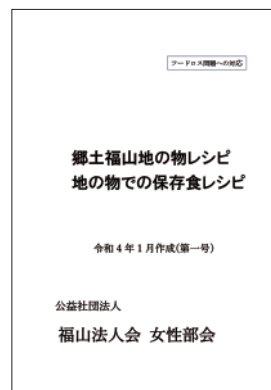 フードロス問題への対応
郷土福山地の物レシピ
地の物での保存食レシピ
令和4年1月作成(第一号)
公益社団法人
福山法人会 女性部会